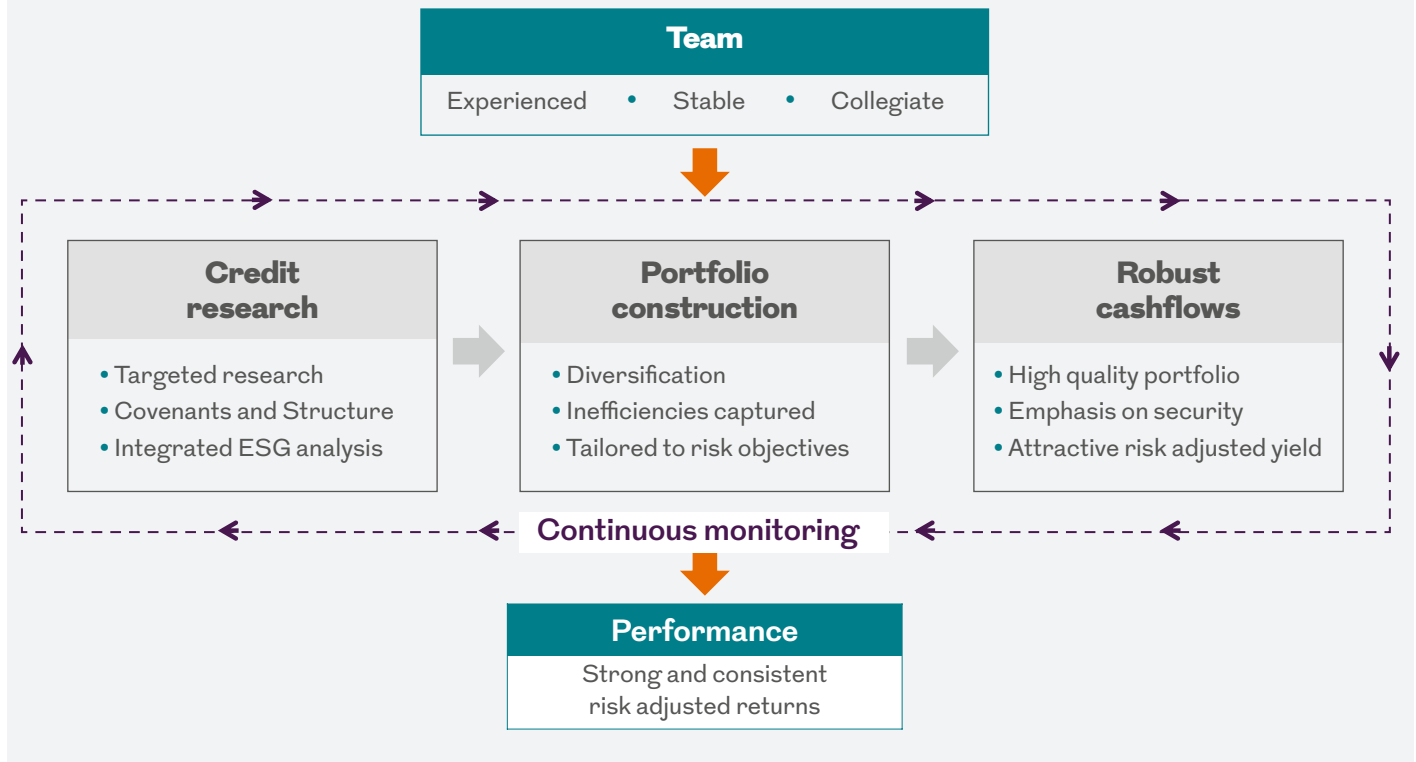 Team
Experienced • Stable • Collegiate
Credit
research
• Targeted research
• Covenants and Structure
• Integrated ESG analysis
Portfolio
construction
• Diversification
• Inefficiencies captured
• Tailored to risk objectives
Robust
cashflows
• High quality portfolio
• Emphasis on security
• Attractive risk adjusted yield
Continuous monitoring
Performance
Strong and consistent
risk adjusted returns